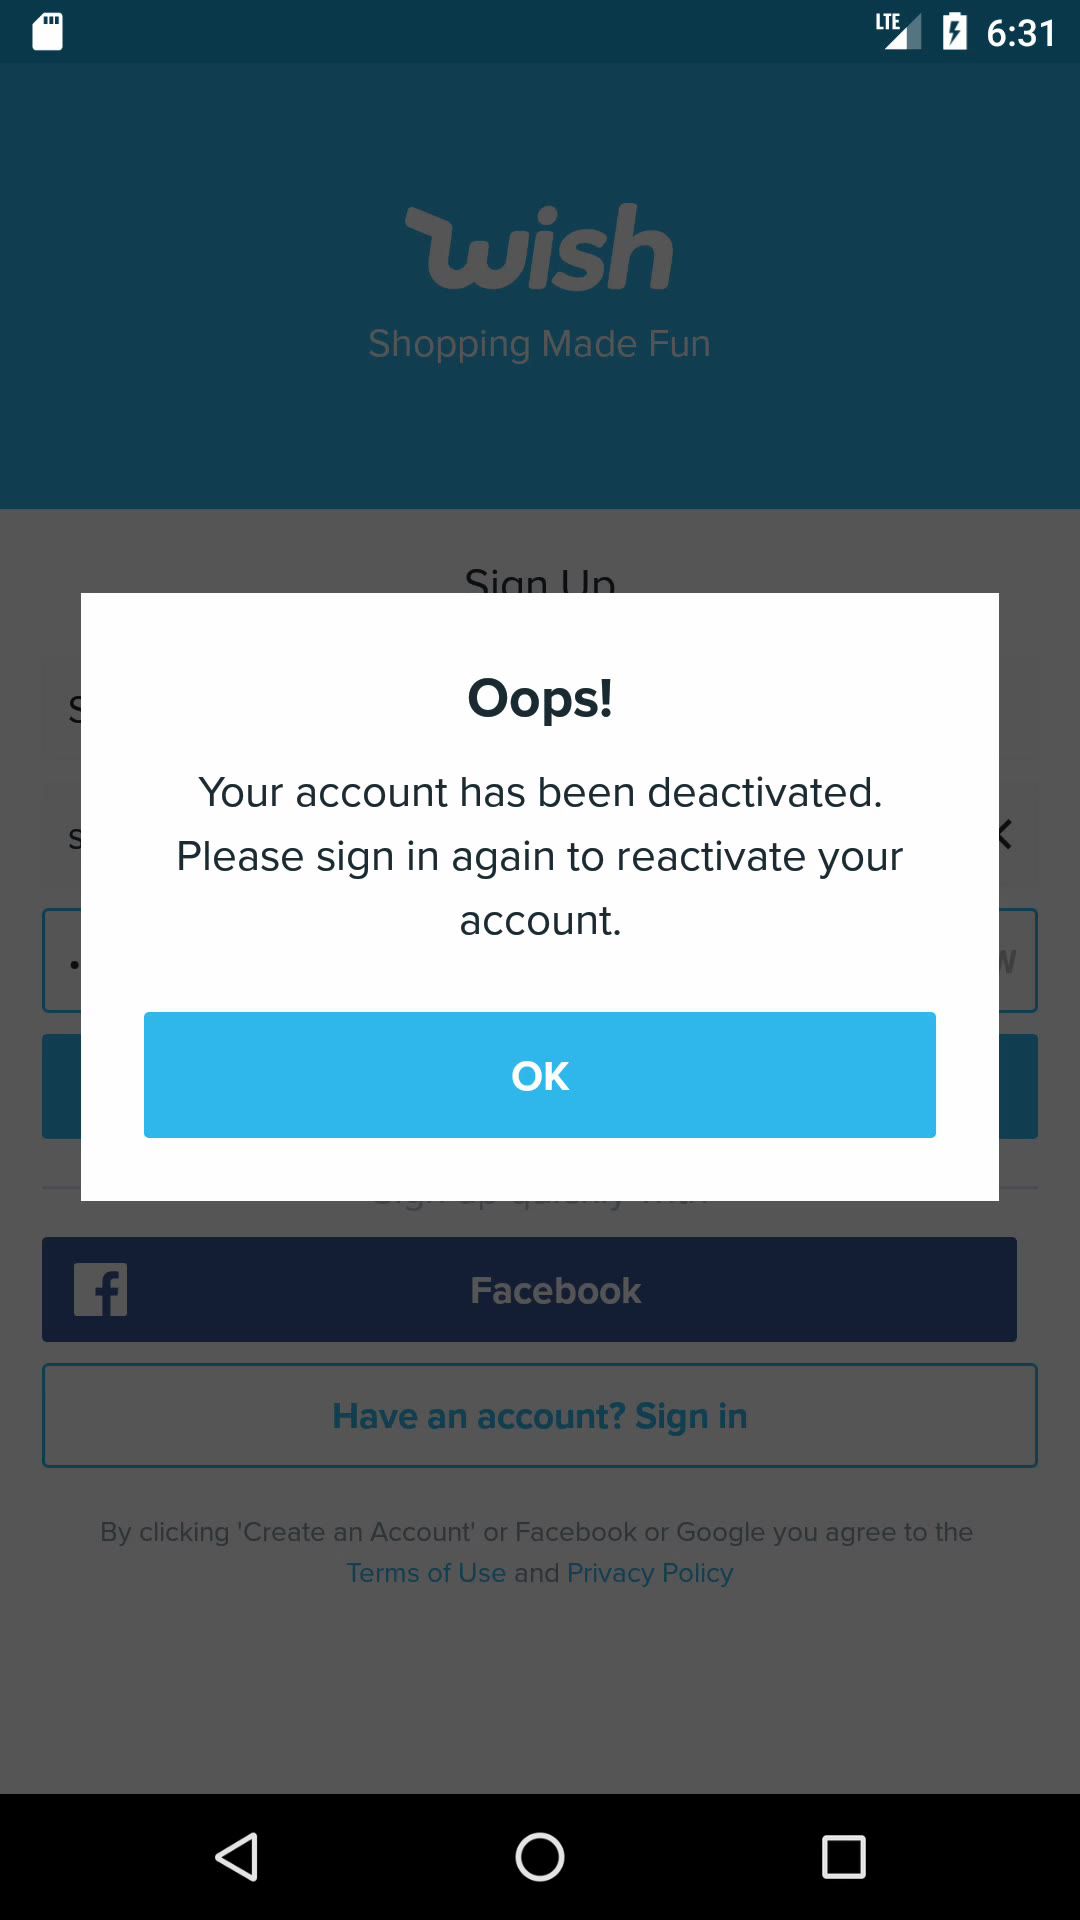 LTE 6:31
wish
Shopping Made Fun
Sign Up
Oops!
Your account has been deactivated.
Please sign in again to reactivate your
account.
OK
Facebook
Have an account? Sign in
By clicking 'Create an Account' or Facebook or Google you agree to the
Terms of Use and Privacy Policy